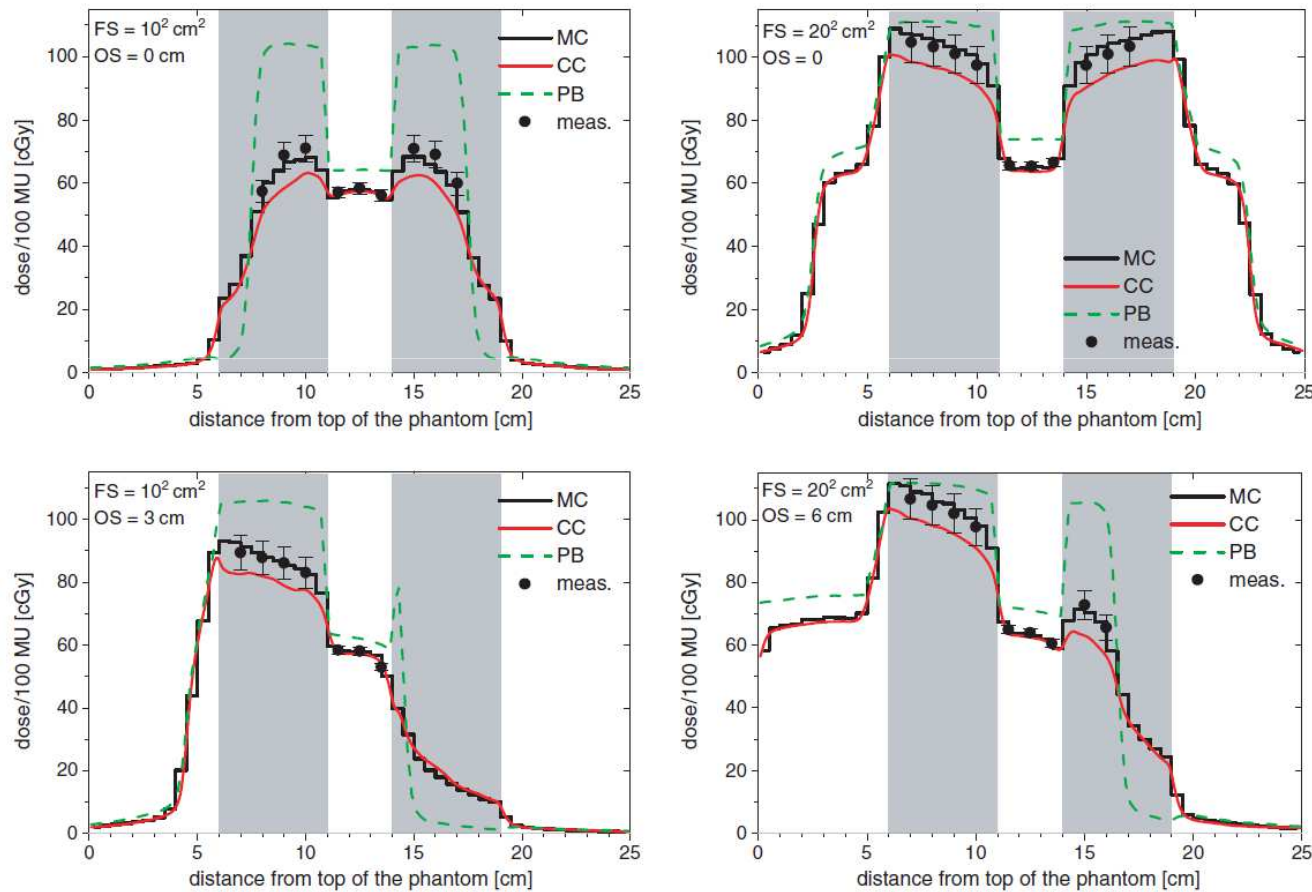 FS = 10² cm²
OS = 0 cm
MC
CC
PB
meas.
dose/100 MU [cGy]
100
80
60
40
20
0
0 5 10 15 20 25
distance from top of the phantom [cm]
FS = 20² cm²
OS = 0
MC
CC
PB
meas.
dose/100 MU [cGy]
100
80
60
40
20
0
0 5 10 15 20 25
distance from top of the phantom [cm]
FS = 10² cm²
OS = 3 cm
MC
CC
PB
meas.
dose/100 MU [cGy]
100
80
60
40
20
0
0 5 10 15 20 25
distance from top of the phantom [cm]
FS = 20² cm²
OS = 6 cm
MC
CC
PB
meas.
dose/100 MU [cGy]
100
80
60
40
20
0
0 5 10 15 20 25
distance from top of the phantom [cm]